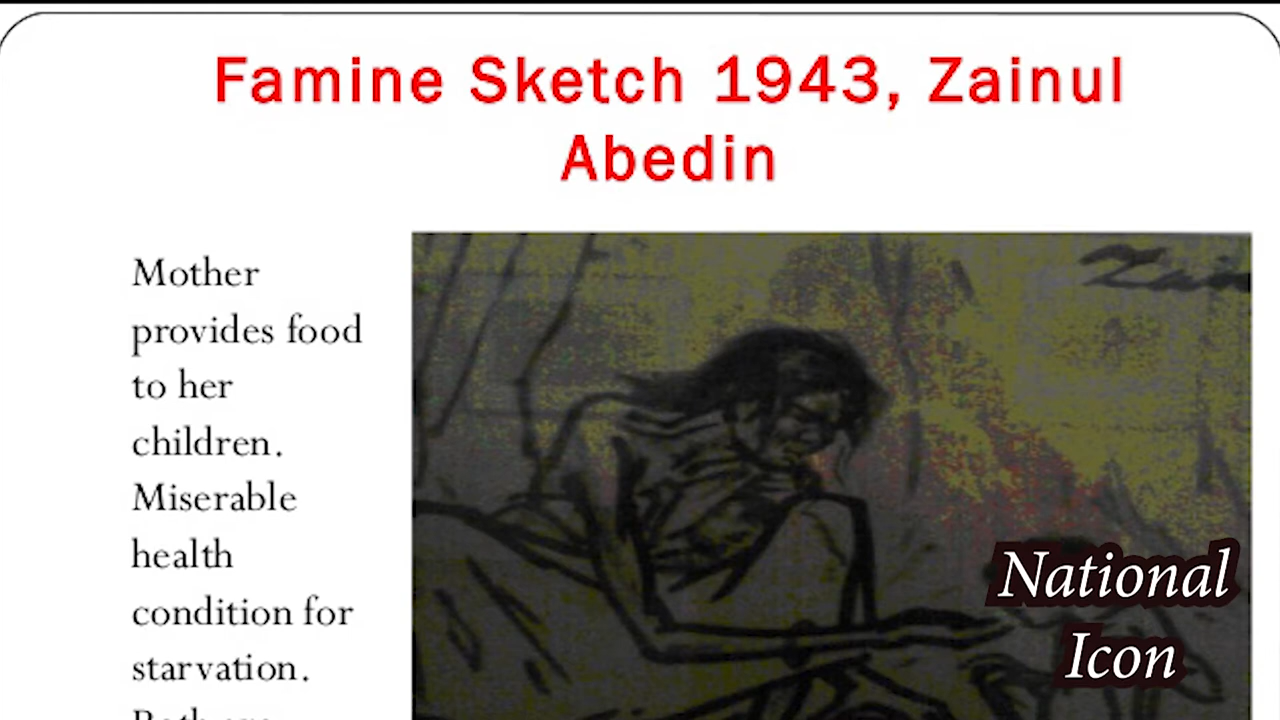 Famine Sketch 1943, Zainul
Abedin
Mother
provides food
to her
children.
Miserable
health
condition for
starvation.
National
Icon